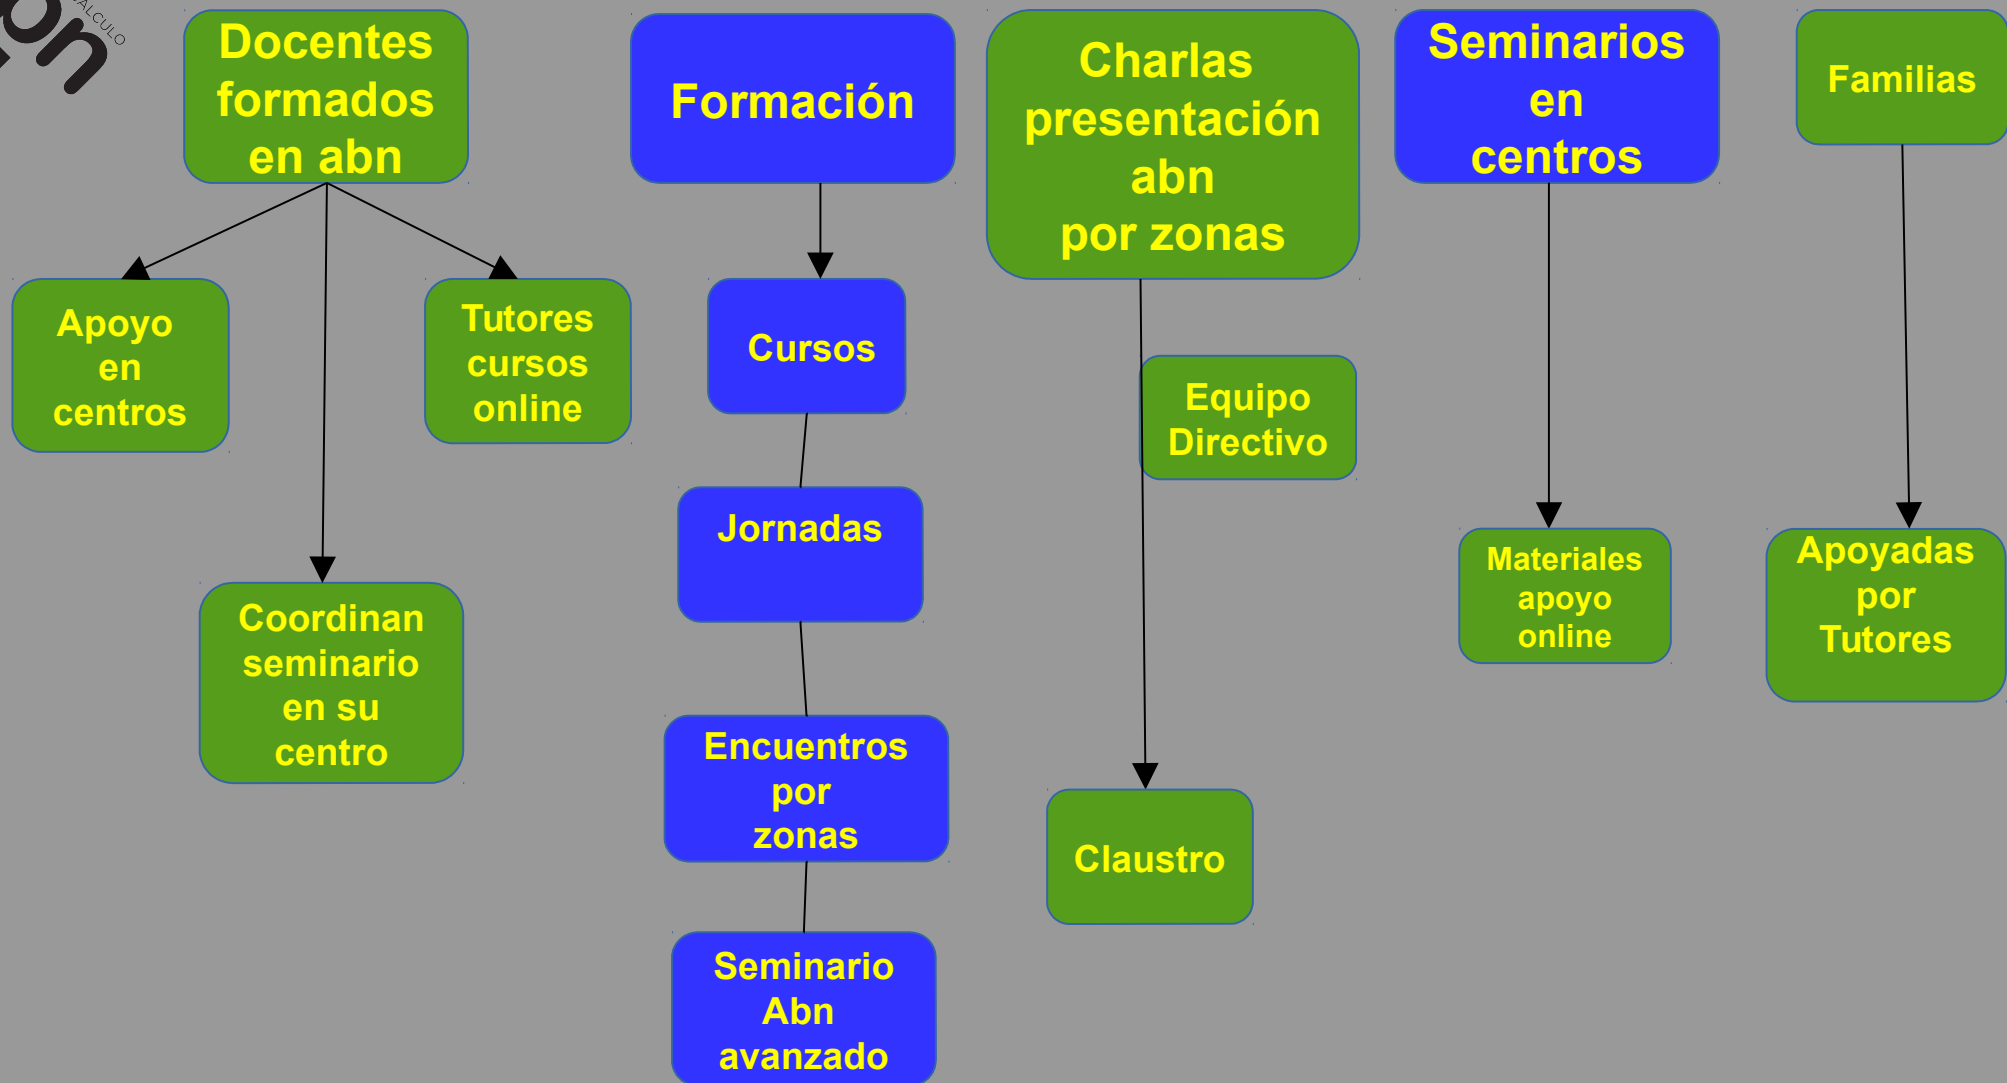 CALCULO
Docentes
formados
en abn
Formación
Charlas
presentación
abn
por zonas
Seminarios
en
centros
Familias
Apoyo
en
centros
Tutores
cursos
online
Cursos
Equipo
Directivo
Jornadas
Materiales
apoyo
online
Apoyadas
por
Tutores
Coordinan
seminario
en su
centro
Encuentros
por
zonas
Claustro
Seminario
Abn
avanzado